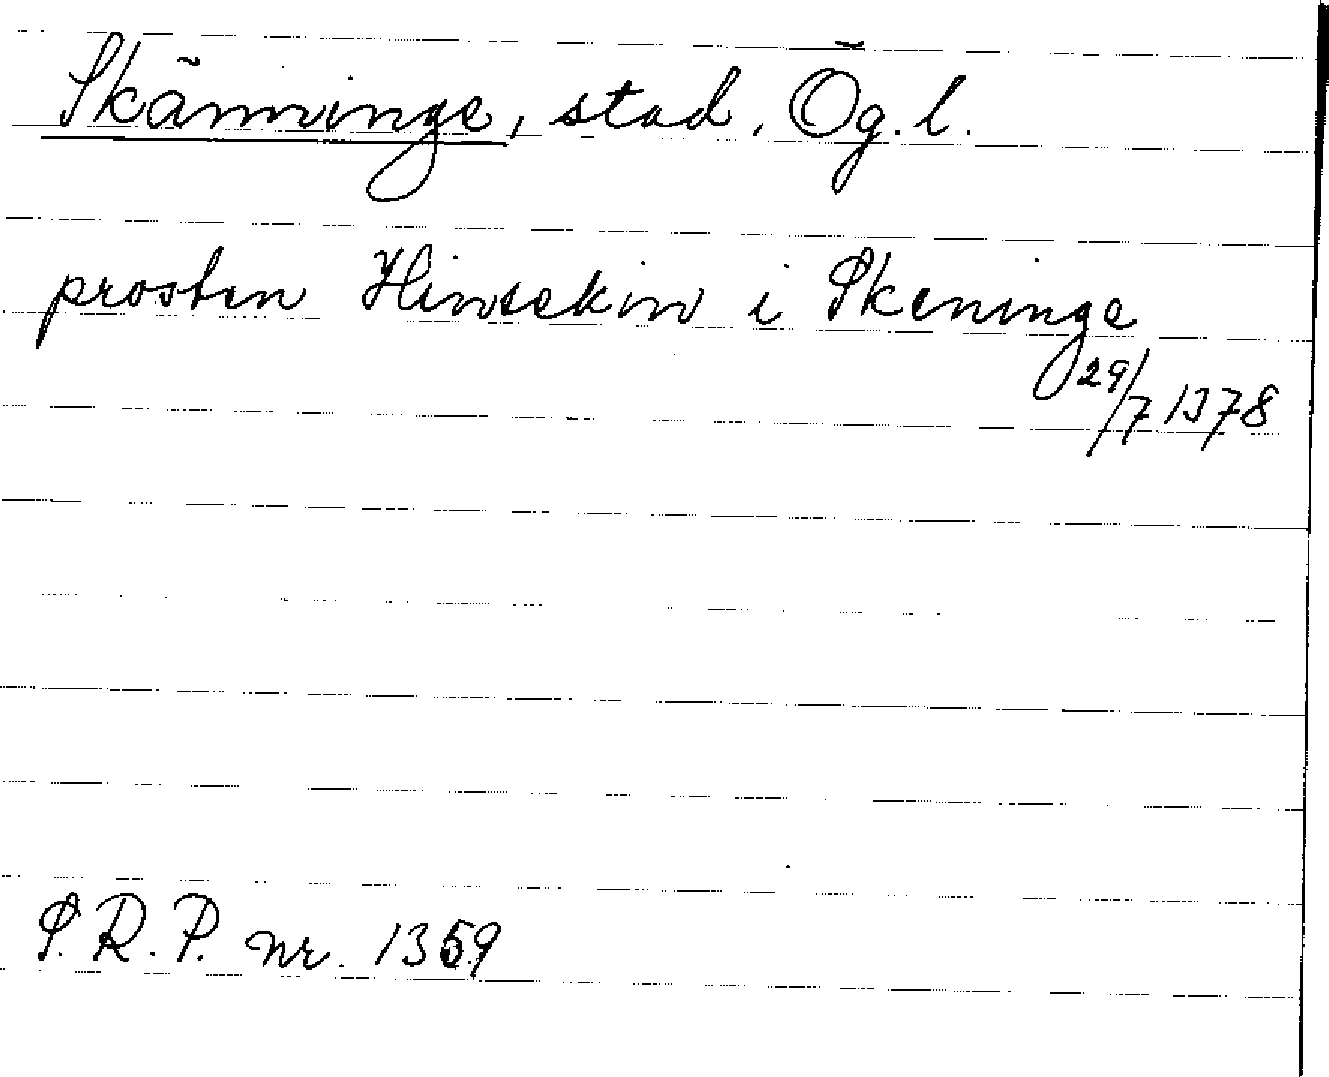 Skänninge, stad, Ög. l.
prosten Hinsekin i Skeninge
29/7 1378
S. R. P. nr. 1359